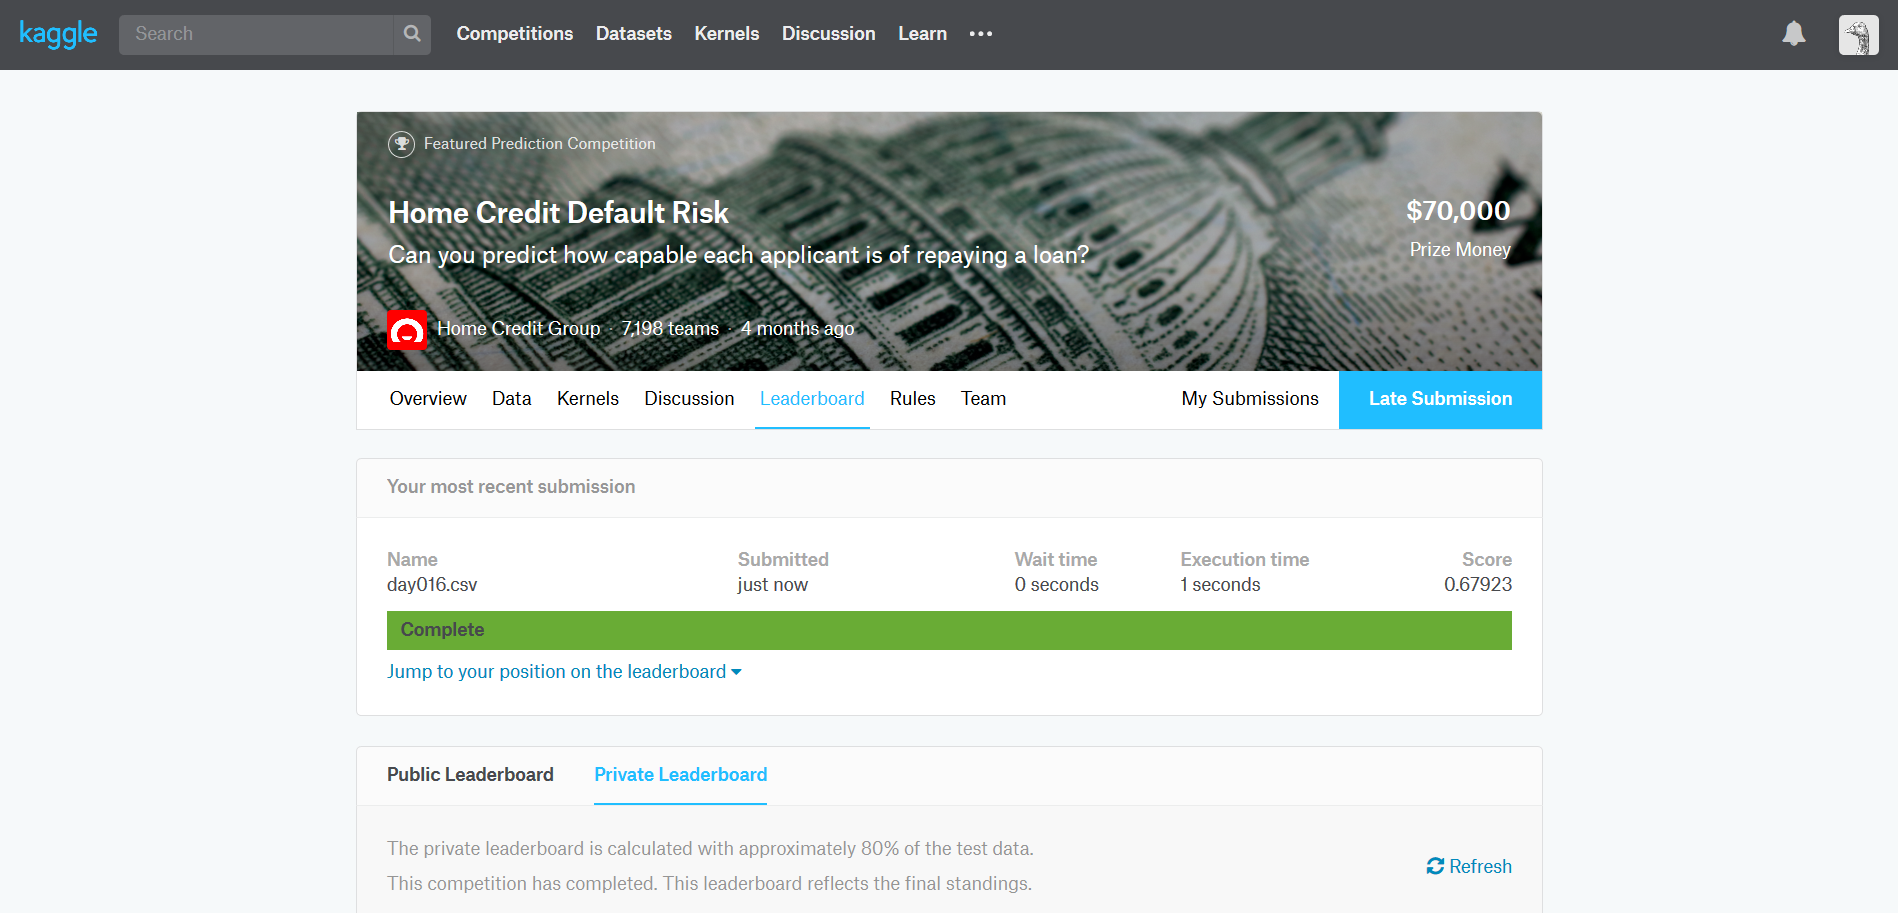 kaggle
Search
Competitions Datasets Kernels Discussion Learn •••
Featured Prediction Competition
Home Credit Default Risk
$70,000
Can you predict how capable each applicant is of repaying a loan?
Prize Money
Home Credit Group · 7,198 teams · 4 months ago
Overview Data Kernels Discussion Leaderboard Rules Team My Submissions Late Submission
Your most recent submission
Name Submitted Wait time Execution time Score
day016.csv just now 0 seconds 1 seconds 0.67923
Complete
Jump to your position on the leaderboard
Public Leaderboard Private Leaderboard
The private leaderboard is calculated with approximately 80% of the test data.
Refresh
This competition has completed. This leaderboard reflects the final standings.